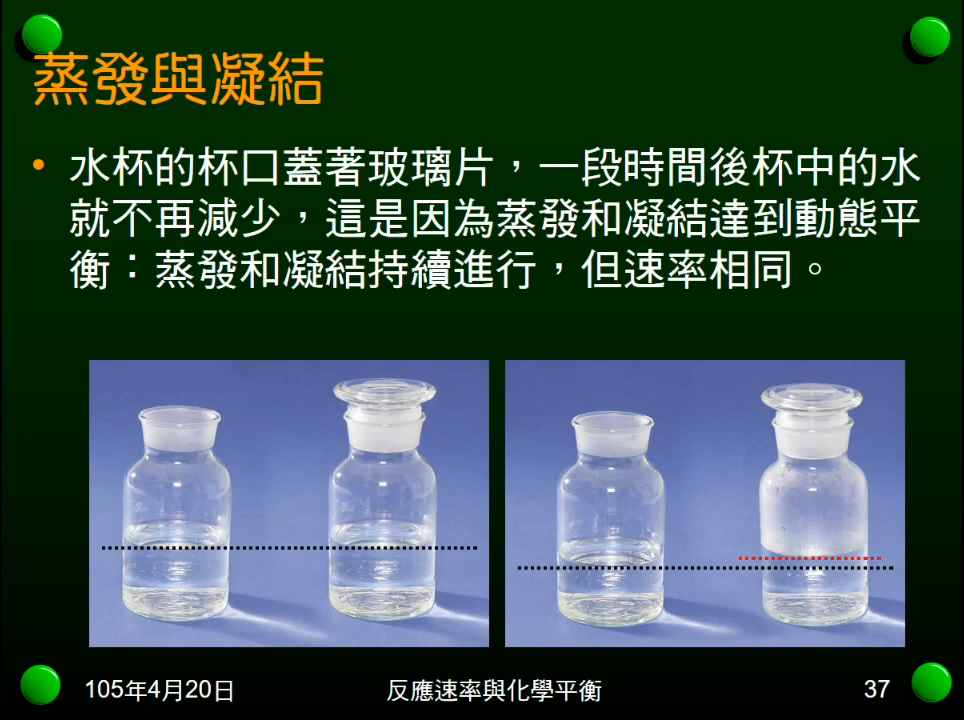 蒸發與凝結
• 水杯的杯口蓋著玻璃片，一段時間後杯中的水
就不再減少，這是因為蒸發和凝結達到動態平
衡：蒸發和凝結持續進行，但速率相同。
105年4月20日
反應速率與化學平衡
37